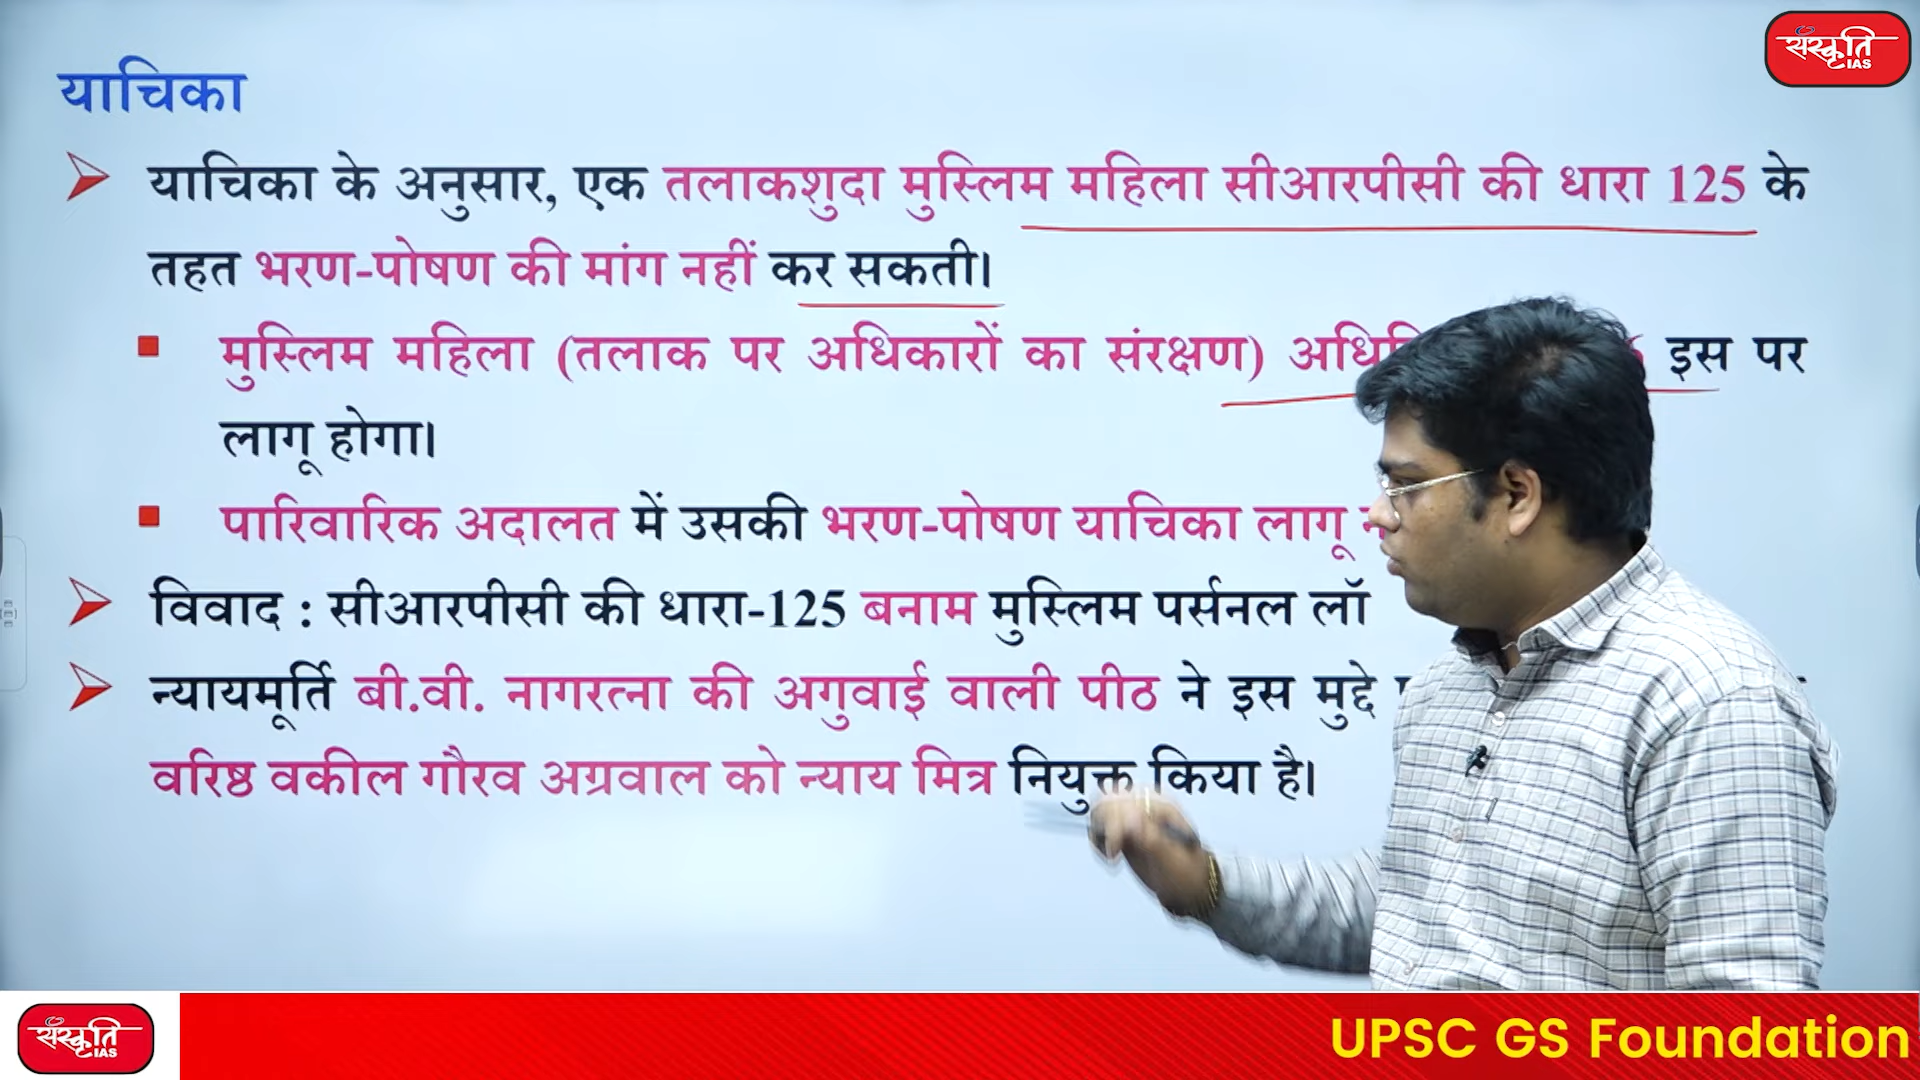 संस्कृति
IAS
याचिका
याचिका के अनुसार, एक तलाकशुदा मुस्लिम महिला सीआरपीसी की धारा 125 के
तहत भरण-पोषण की मांग नहीं कर सकती।
मुस्लिम महिला (तलाक पर अधिकारों का संरक्षण) इस पर
लागू होगा।
पारिवारिक अदालत में उसकी भरण-पोषण याचिका लागू
विवाद : सीआरपीसी की धारा-125 बनाम मुस्लिम पर्सनल लॉ
न्यायमूर्ति बी.वी. नागरत्ना की अगुवाई वाली पीठ ने इस मुद्दे
वरिष्ठ वकील गौरव अग्रवाल को न्याय मित्र नियुक्त किया है।
संस्कृति
IAS
UPSC GS Foundation